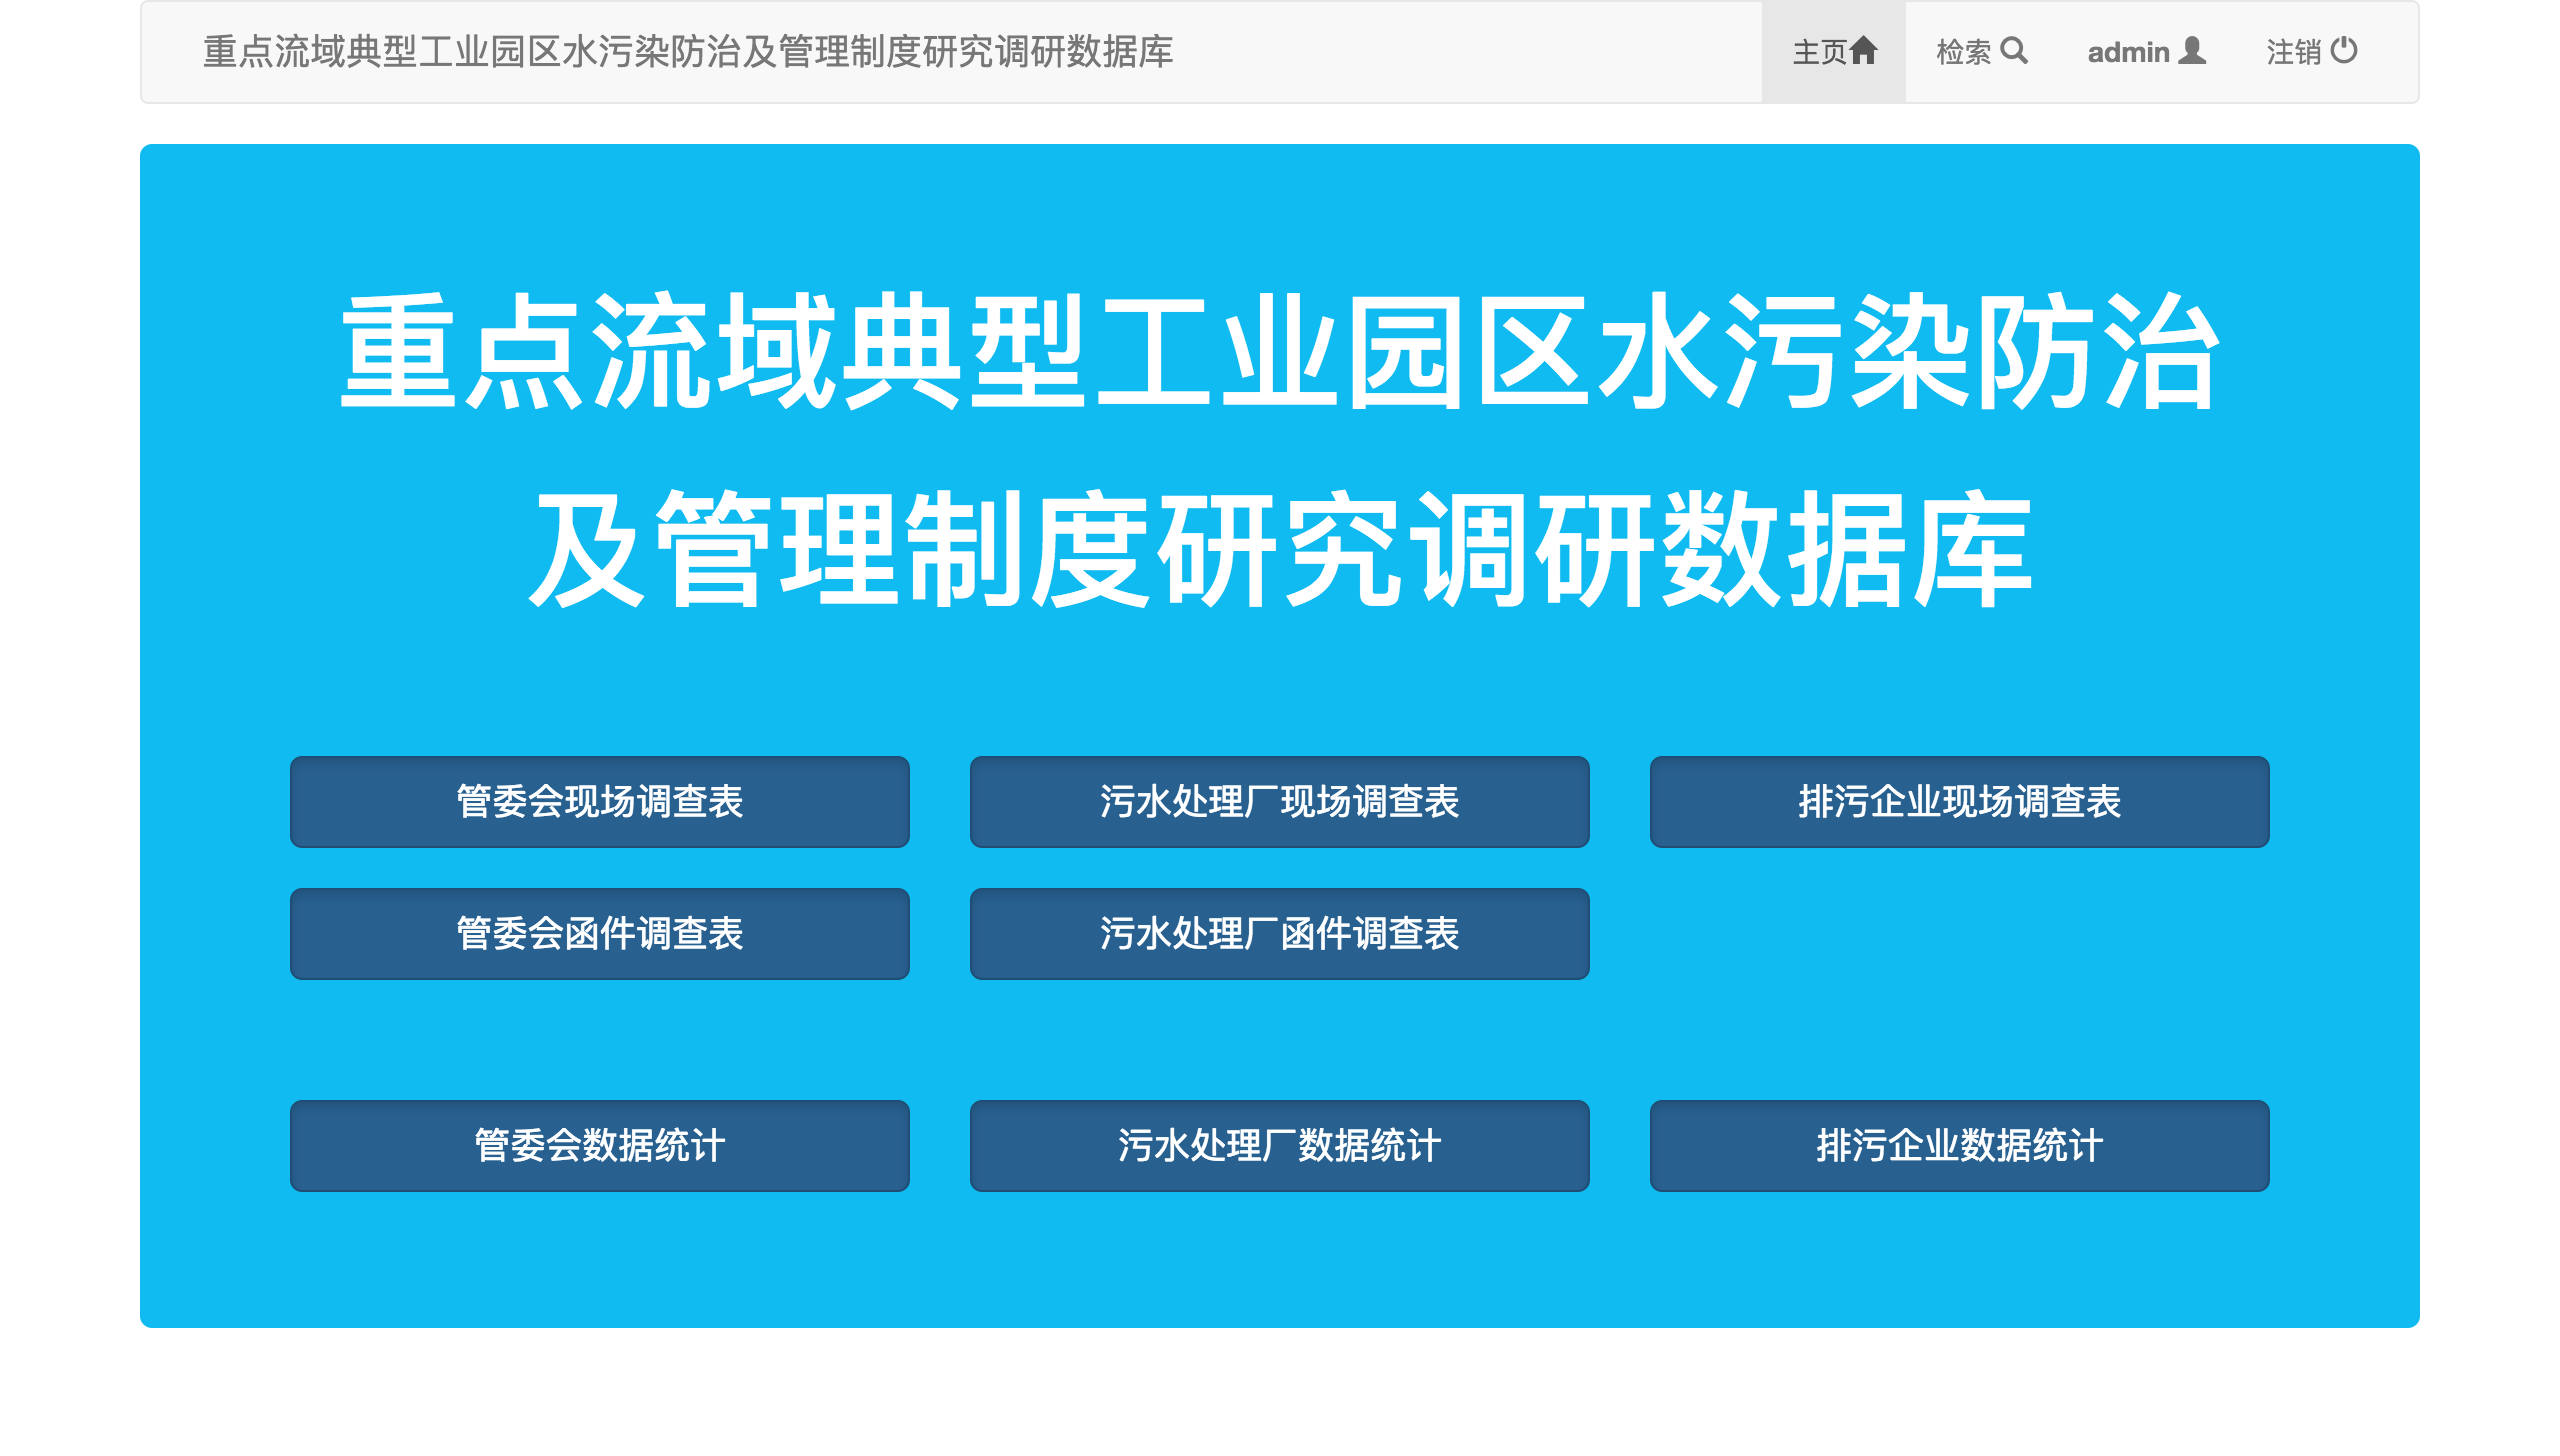 重点流域典型工业园区水污染防治及管理制度研究调研数据库
主页 检索 admin 注销
重点流域典型工业园区水污染防治
及管理制度研究调研数据库
管委会现场调查表 污水处理厂现场调查表 排污企业现场调查表
管委会函件调查表 污水处理厂函件调查表
管委会数据统计 污水处理厂数据统计 排污企业数据统计